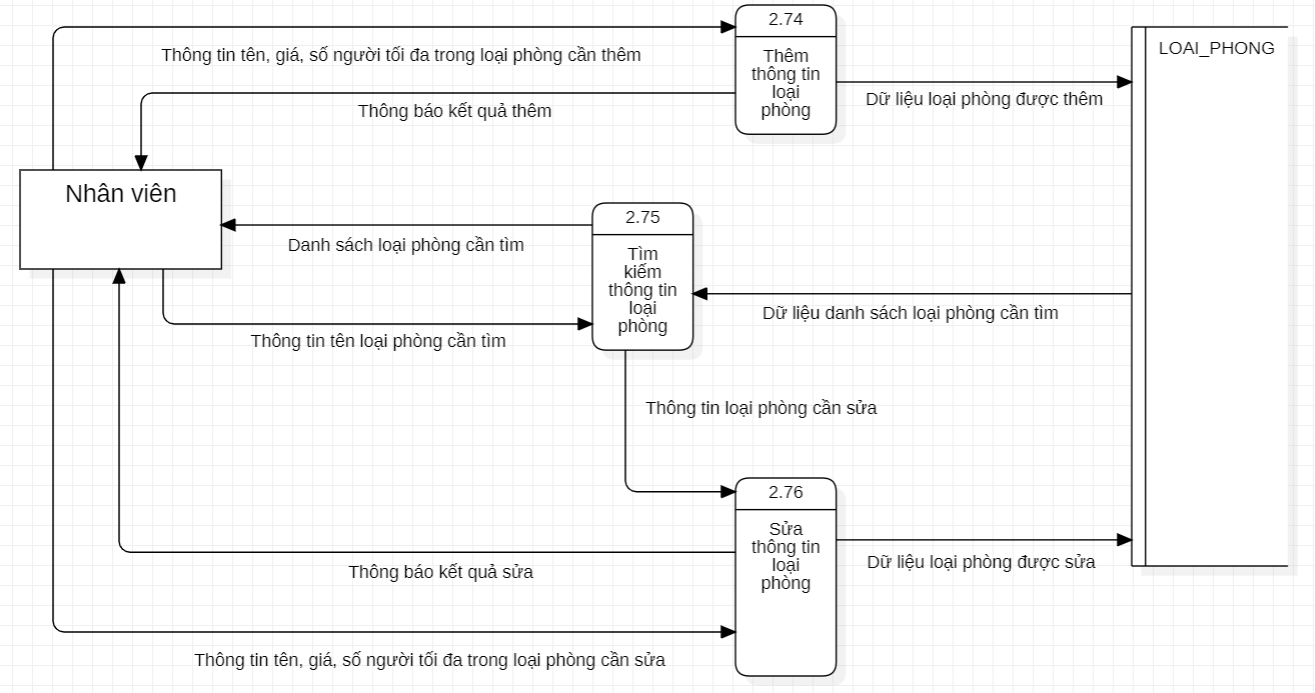 2.74
LOAI_PHONG
Thông tin tên, giá, số người tối đa trong loại phòng cần thêm
Thêm
thông tin
loại
phòng
Dữ liệu loại phòng được thêm
Thông báo kết quả thêm
Nhân viên
2.75
Danh sách loại phòng cần tìm
Tìm
kiếm
thông tin
loại
phòng
Dữ liệu danh sách loại phòng cần tìm
Thông tin tên loại phòng cần tìm
Thông tin loại phòng cần sửa
2.76
Sửa
thông tin
loại
phòng
Dữ liệu loại phòng được sửa
Thông báo kết quả sửa
Thông tin tên, giá, số người tối đa trong loại phòng cần sửa